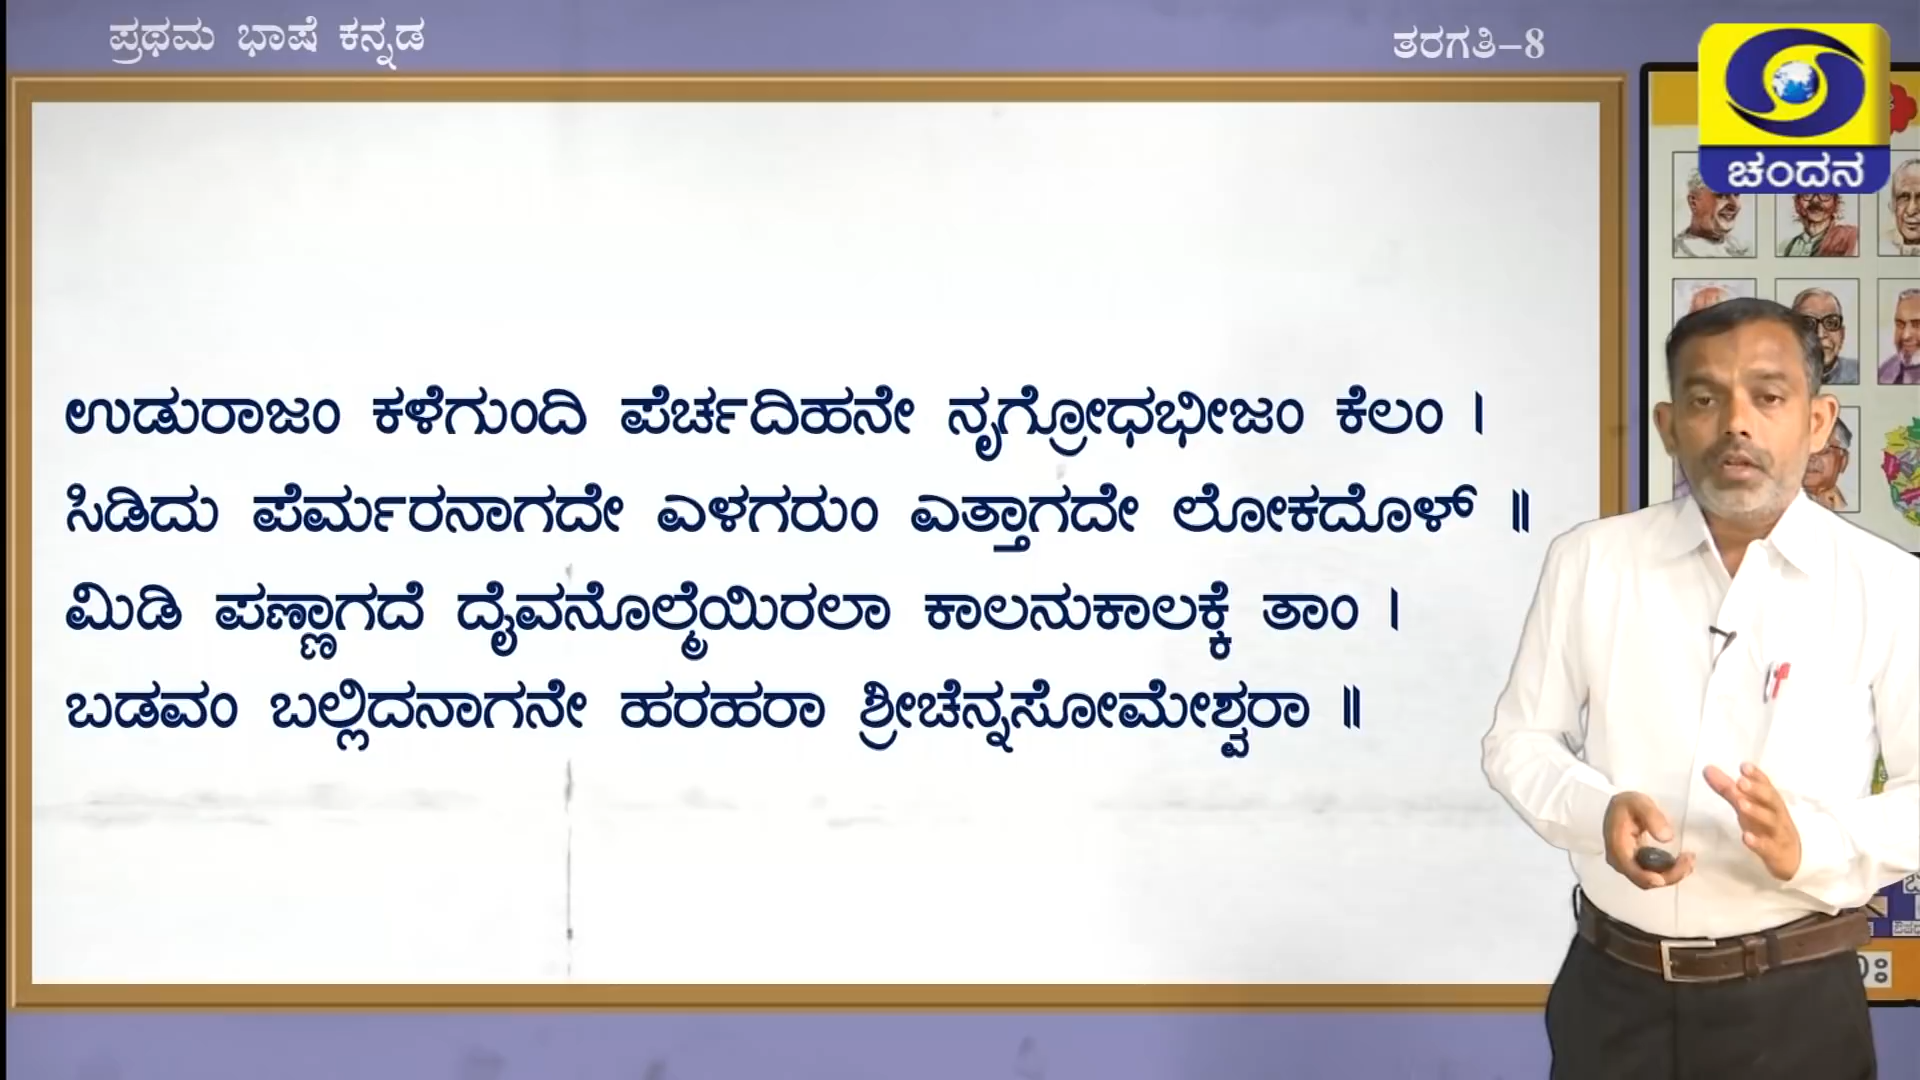 ಪ್ರಥಮ ಭಾಷೆ ಕನ್ನಡ
ತರಗತಿ–8
ಚಂದನ
ಉಡುರಾಜಂ ಕಳೆಗುಂದಿ ಪೆರ್ಚದಿಹನೇ ನೃಗ್ರೋಧಭೀಜಂ ಕೆಲಂ ।
ಸಿಡಿದು ಪೆರ್ಮರನಾಗದೇ ಎಳಗರುಂ ಎತ್ತಾಗದೇ ಲೋಕದೊಳ್ ॥
ಮಿಡಿ ಪಣ್ಣಾಗದೆ ದೈವನೊಲ್ಮೆಯಿರಲಾ ಕಾಲನುಕಾಲಕ್ಕೆ ತಾಂ ।
ಬಡವಂ ಬಲ್ಲಿದನಾಗನೇ ಹರಹರಾ ಶ್ರೀಚೆನ್ನಸೋಮೇಶ್ವರಾ ॥